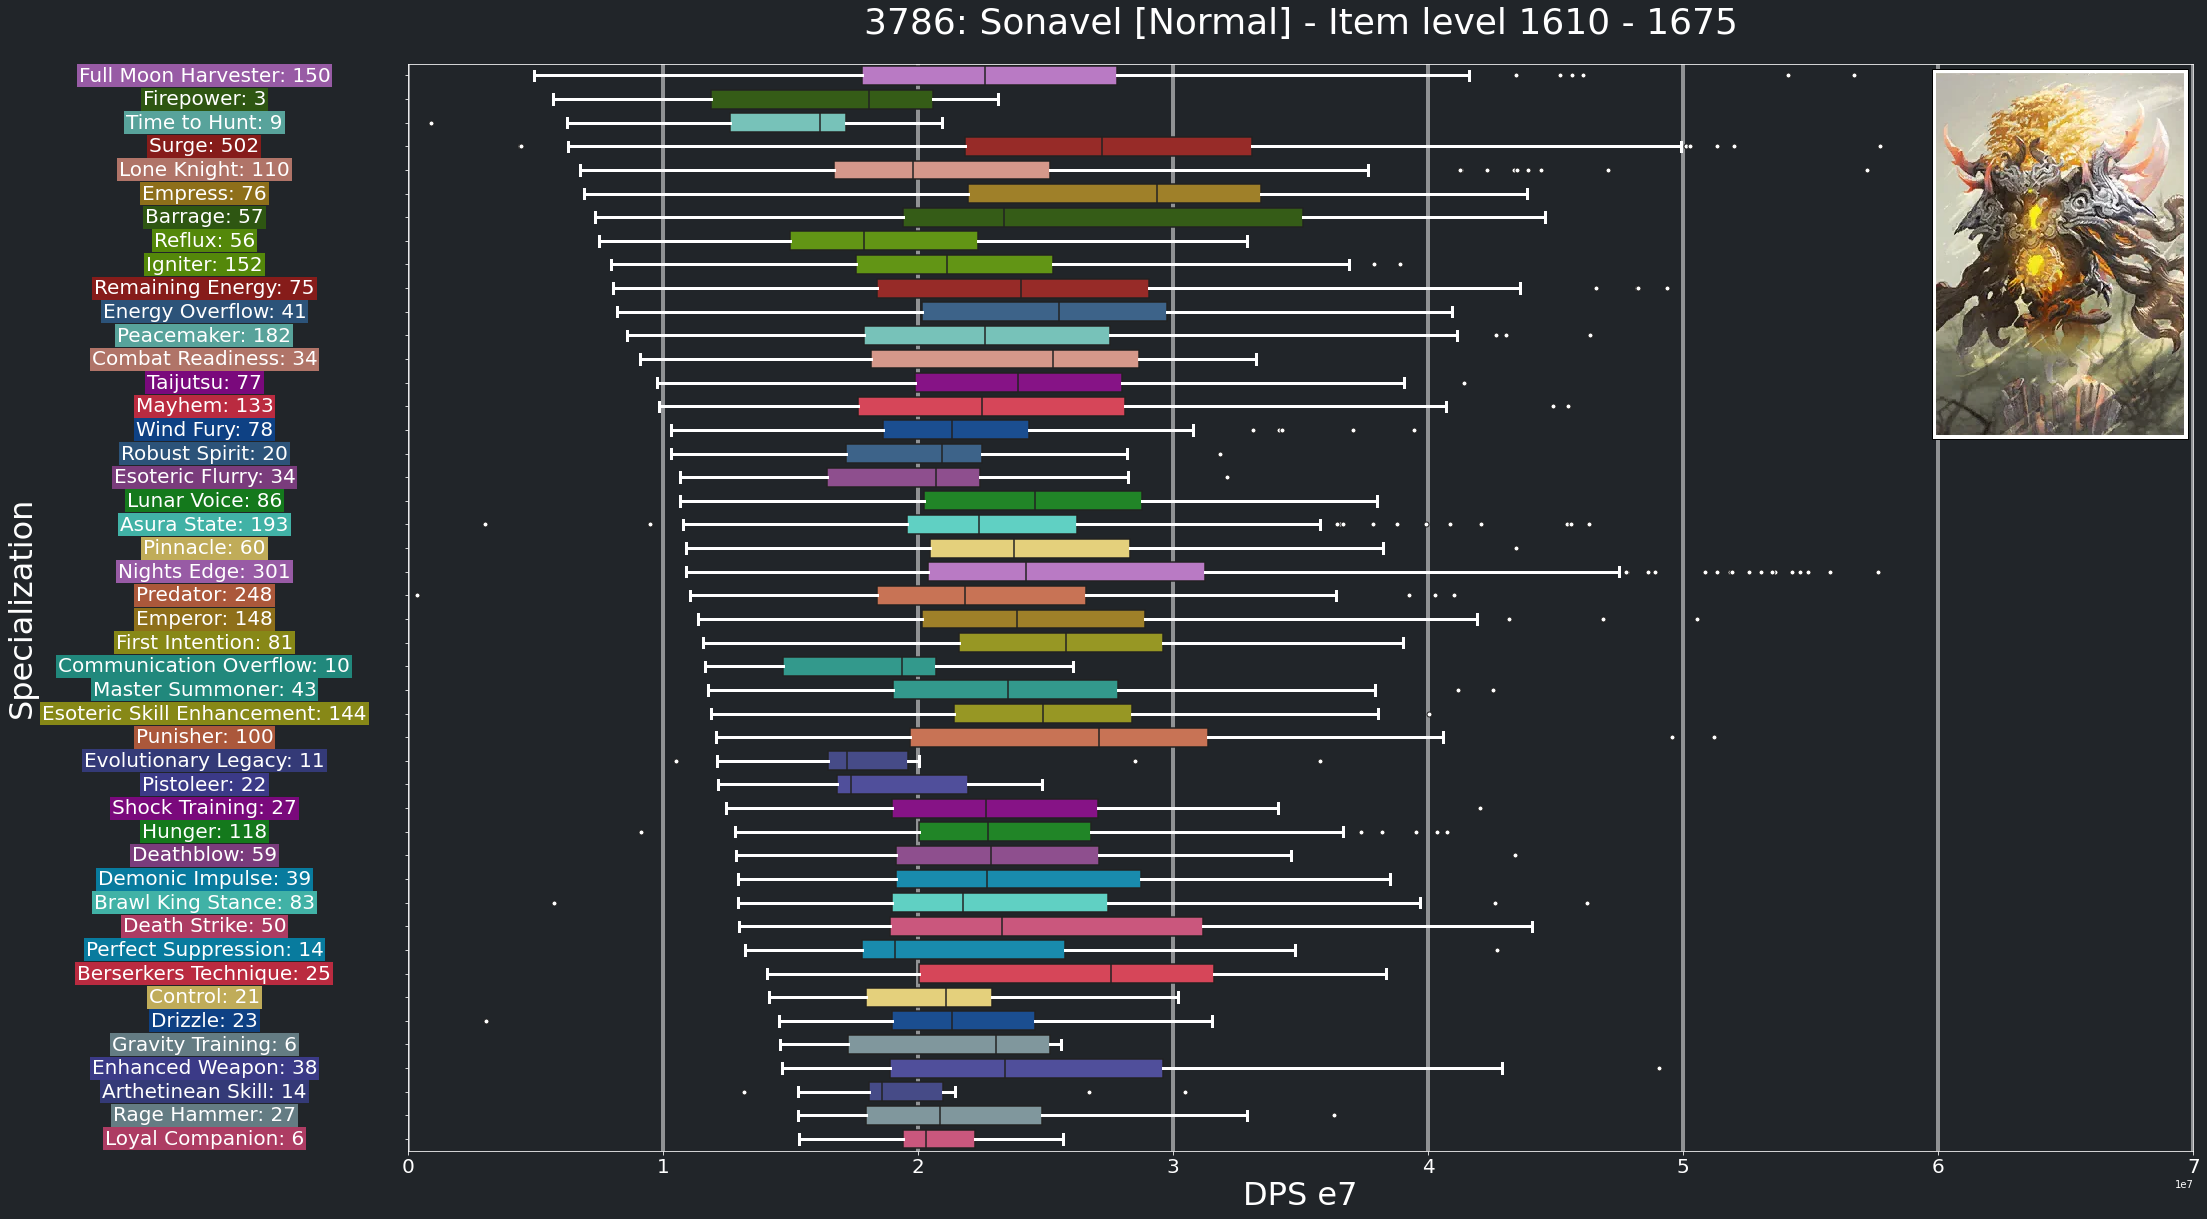 3786: Sonavel [Normal] - Item level 1610 - 1675
Full Moon Harvester: 150
Firepower: 3
Time to Hunt: 9
Surge: 502
Lone Knight: 110
Empress: 76
Barrage: 57
Reflux: 56
Igniter: 152
Remaining Energy: 75
Energy Overflow: 41
Peacemaker: 182
Combat Readiness: 34
Taijutsu: 77
Mayhem: 133
Wind Fury: 78
Robust Spirit: 20
Esoteric Flurry: 34
Lunar Voice: 86
Asura State: 193
Pinnacle: 60
Nights Edge: 301
Predator: 248
Emperor: 148
First Intention: 81
Communication Overflow: 10
Master Summoner: 43
Esoteric Skill Enhancement: 144
Punisher: 100
Evolutionary Legacy: 11
Pistoleer: 22
Shock Training: 27
Hunger: 118
Deathblow: 59
Demonic Impulse: 39
Brawl King Stance: 83
Death Strike: 50
Perfect Suppression: 14
Berserkers Technique: 25
Control: 21
Drizzle: 23
Gravity Training: 6
Enhanced Weapon: 38
Arthetinean Skill: 14
Rage Hammer: 27
Loyal Companion: 6
Specialization
0 1 2 3 4 5 6 7
DPS e7
1e7